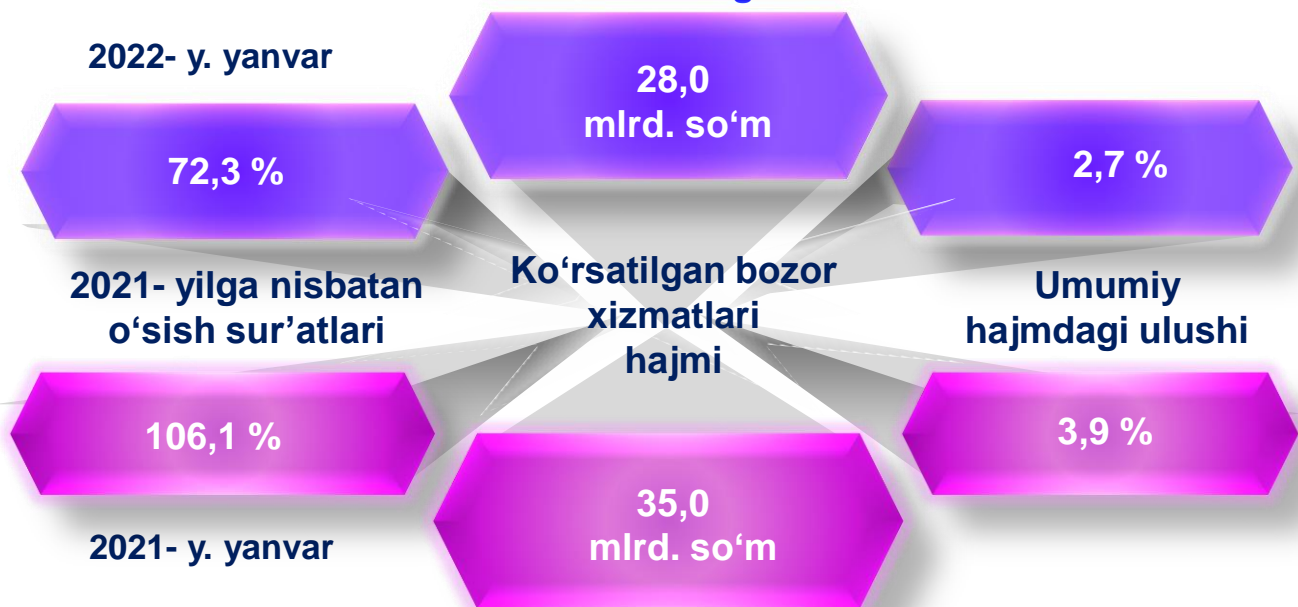 2022- y. yanvar
28,0
mlrd. so‘m
72,3 %
2,7 %
2021- yilga nisbatan
o‘sish sur’atlari
Ko‘rsatilgan bozor
xizmatlari
hajmi
Umumiy
hajmdagi ulushi
106,1 %
3,9 %
35,0
mlrd. so‘m
2021- y. yanvar